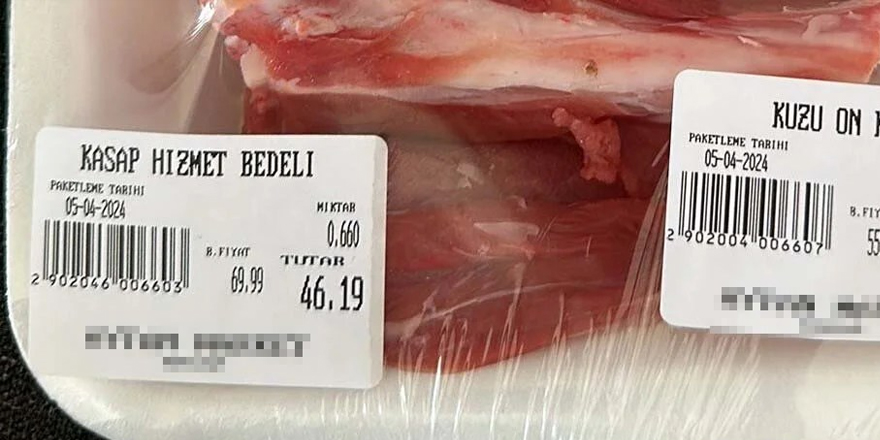 KASAP HIZMET BEDELI
PAKETLEME TARIHI
05-04-2024
MIKTAR
0,660
B.FIYAT
TUTAR
69,99
46.19
2 902046 006603
KUZU ON
PAKETLEME TARIHI
05-04-2024
B.FIY
55
2 902004 006607